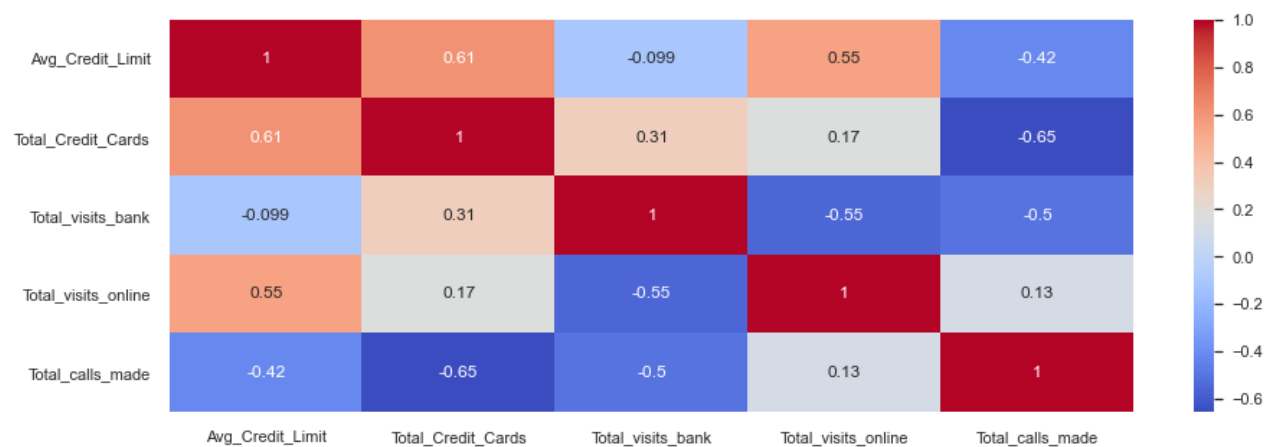 1.0
Avg_Credit_Limit 1 0.61 -0.099 0.55 -0.42
0.8
Total_Credit_Cards 0.61 1 0.31 0.17 -0.65
0.6
0.4
Total_visits_bank -0.099 0.31 1 -0.55 -0.5
0.2
0.0
Total_visits_online 0.55 0.17 -0.55 1 0.13
−0.2
Total_calls_made -0.42 -0.65 -0.5 0.13 1
−0.4
−0.6
Avg_Credit_Limit Total_Credit_Cards Total_visits_bank Total_visits_online Total_calls_made